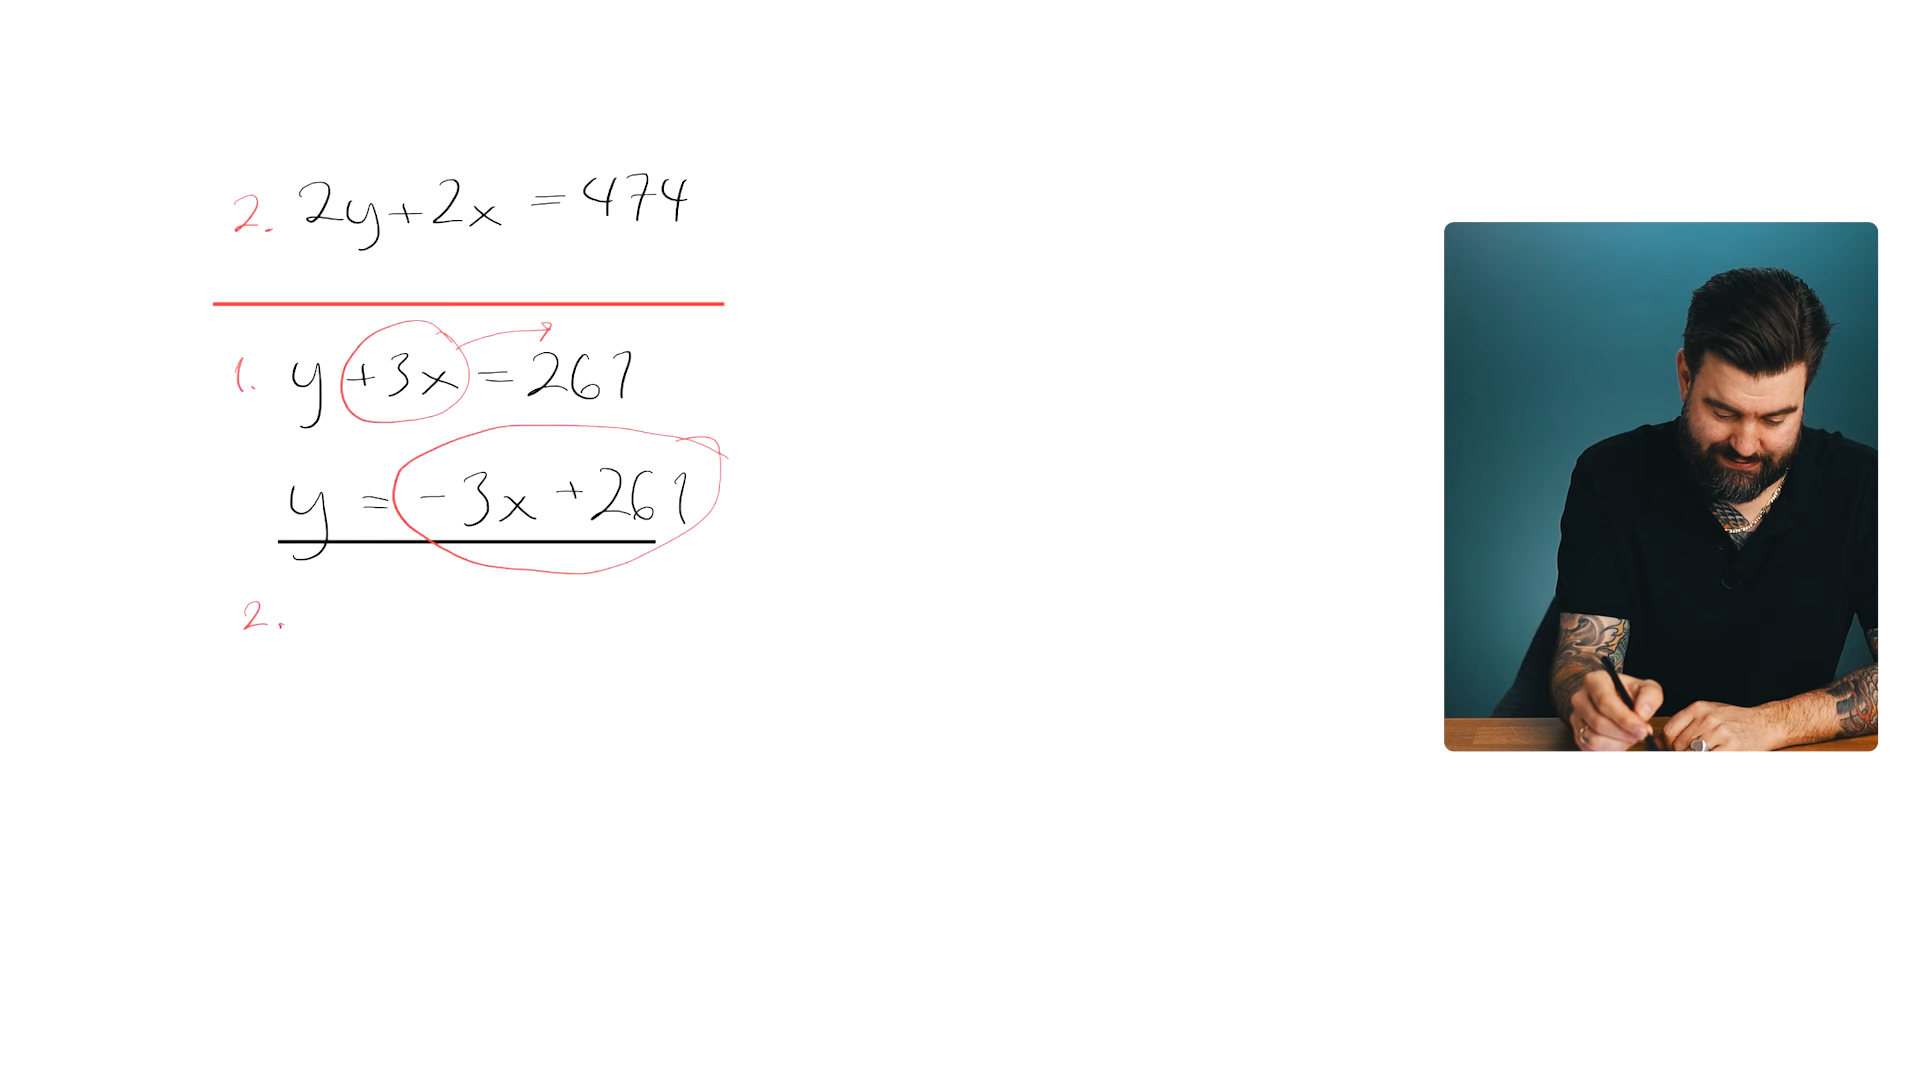 2. 2y+2x = 474
1. y +3x = 261
y = -3x +261
2.